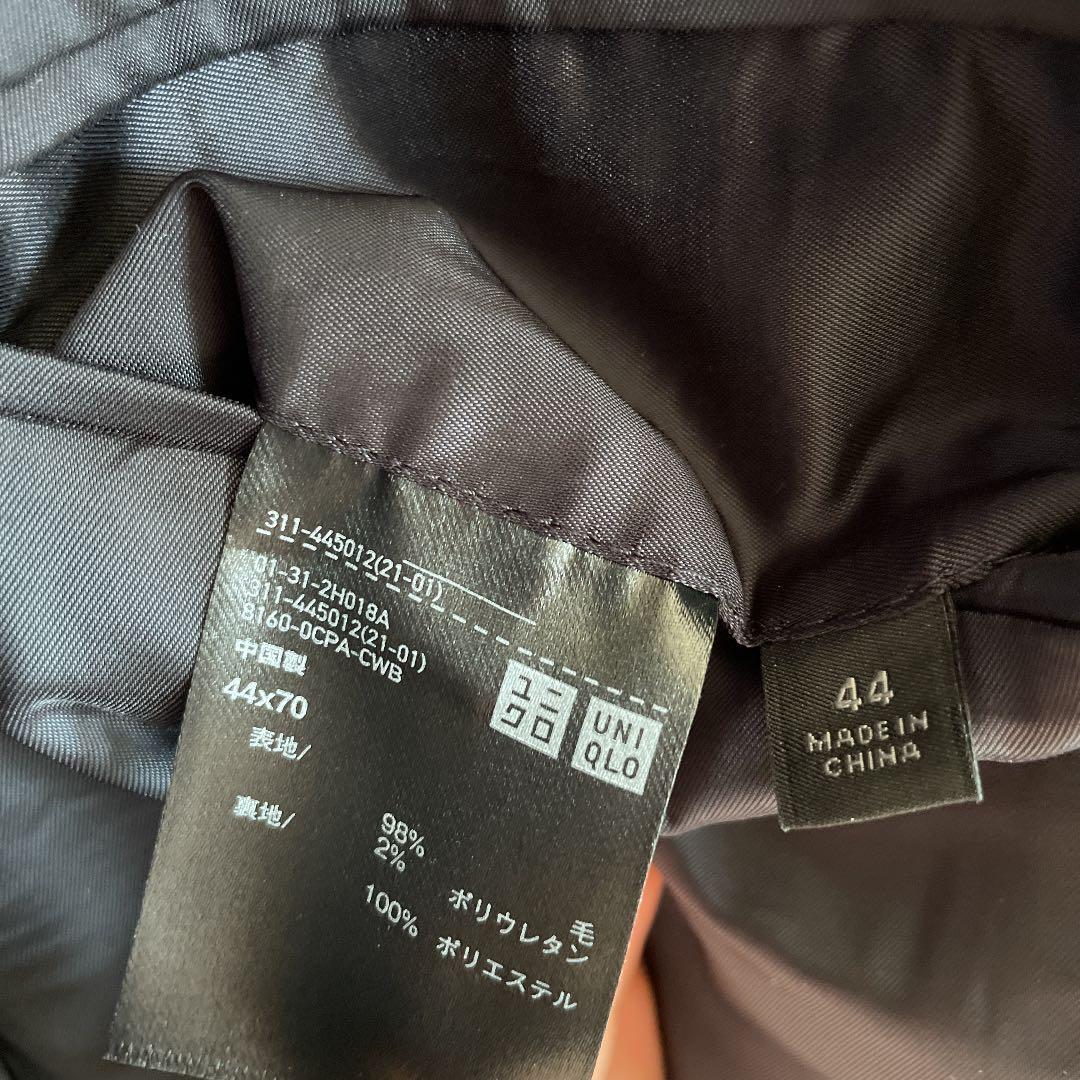 311-445012(21-01)
01-31-2H018A
311-445012(21-01)
8160-0CPA-CWB
中国製
44x70
ユニ
クロ
UNI
QLO
表地/
98% 毛
2% ポリウレタン
裏地/
100% ポリエステル
44
MADE IN
CHINA